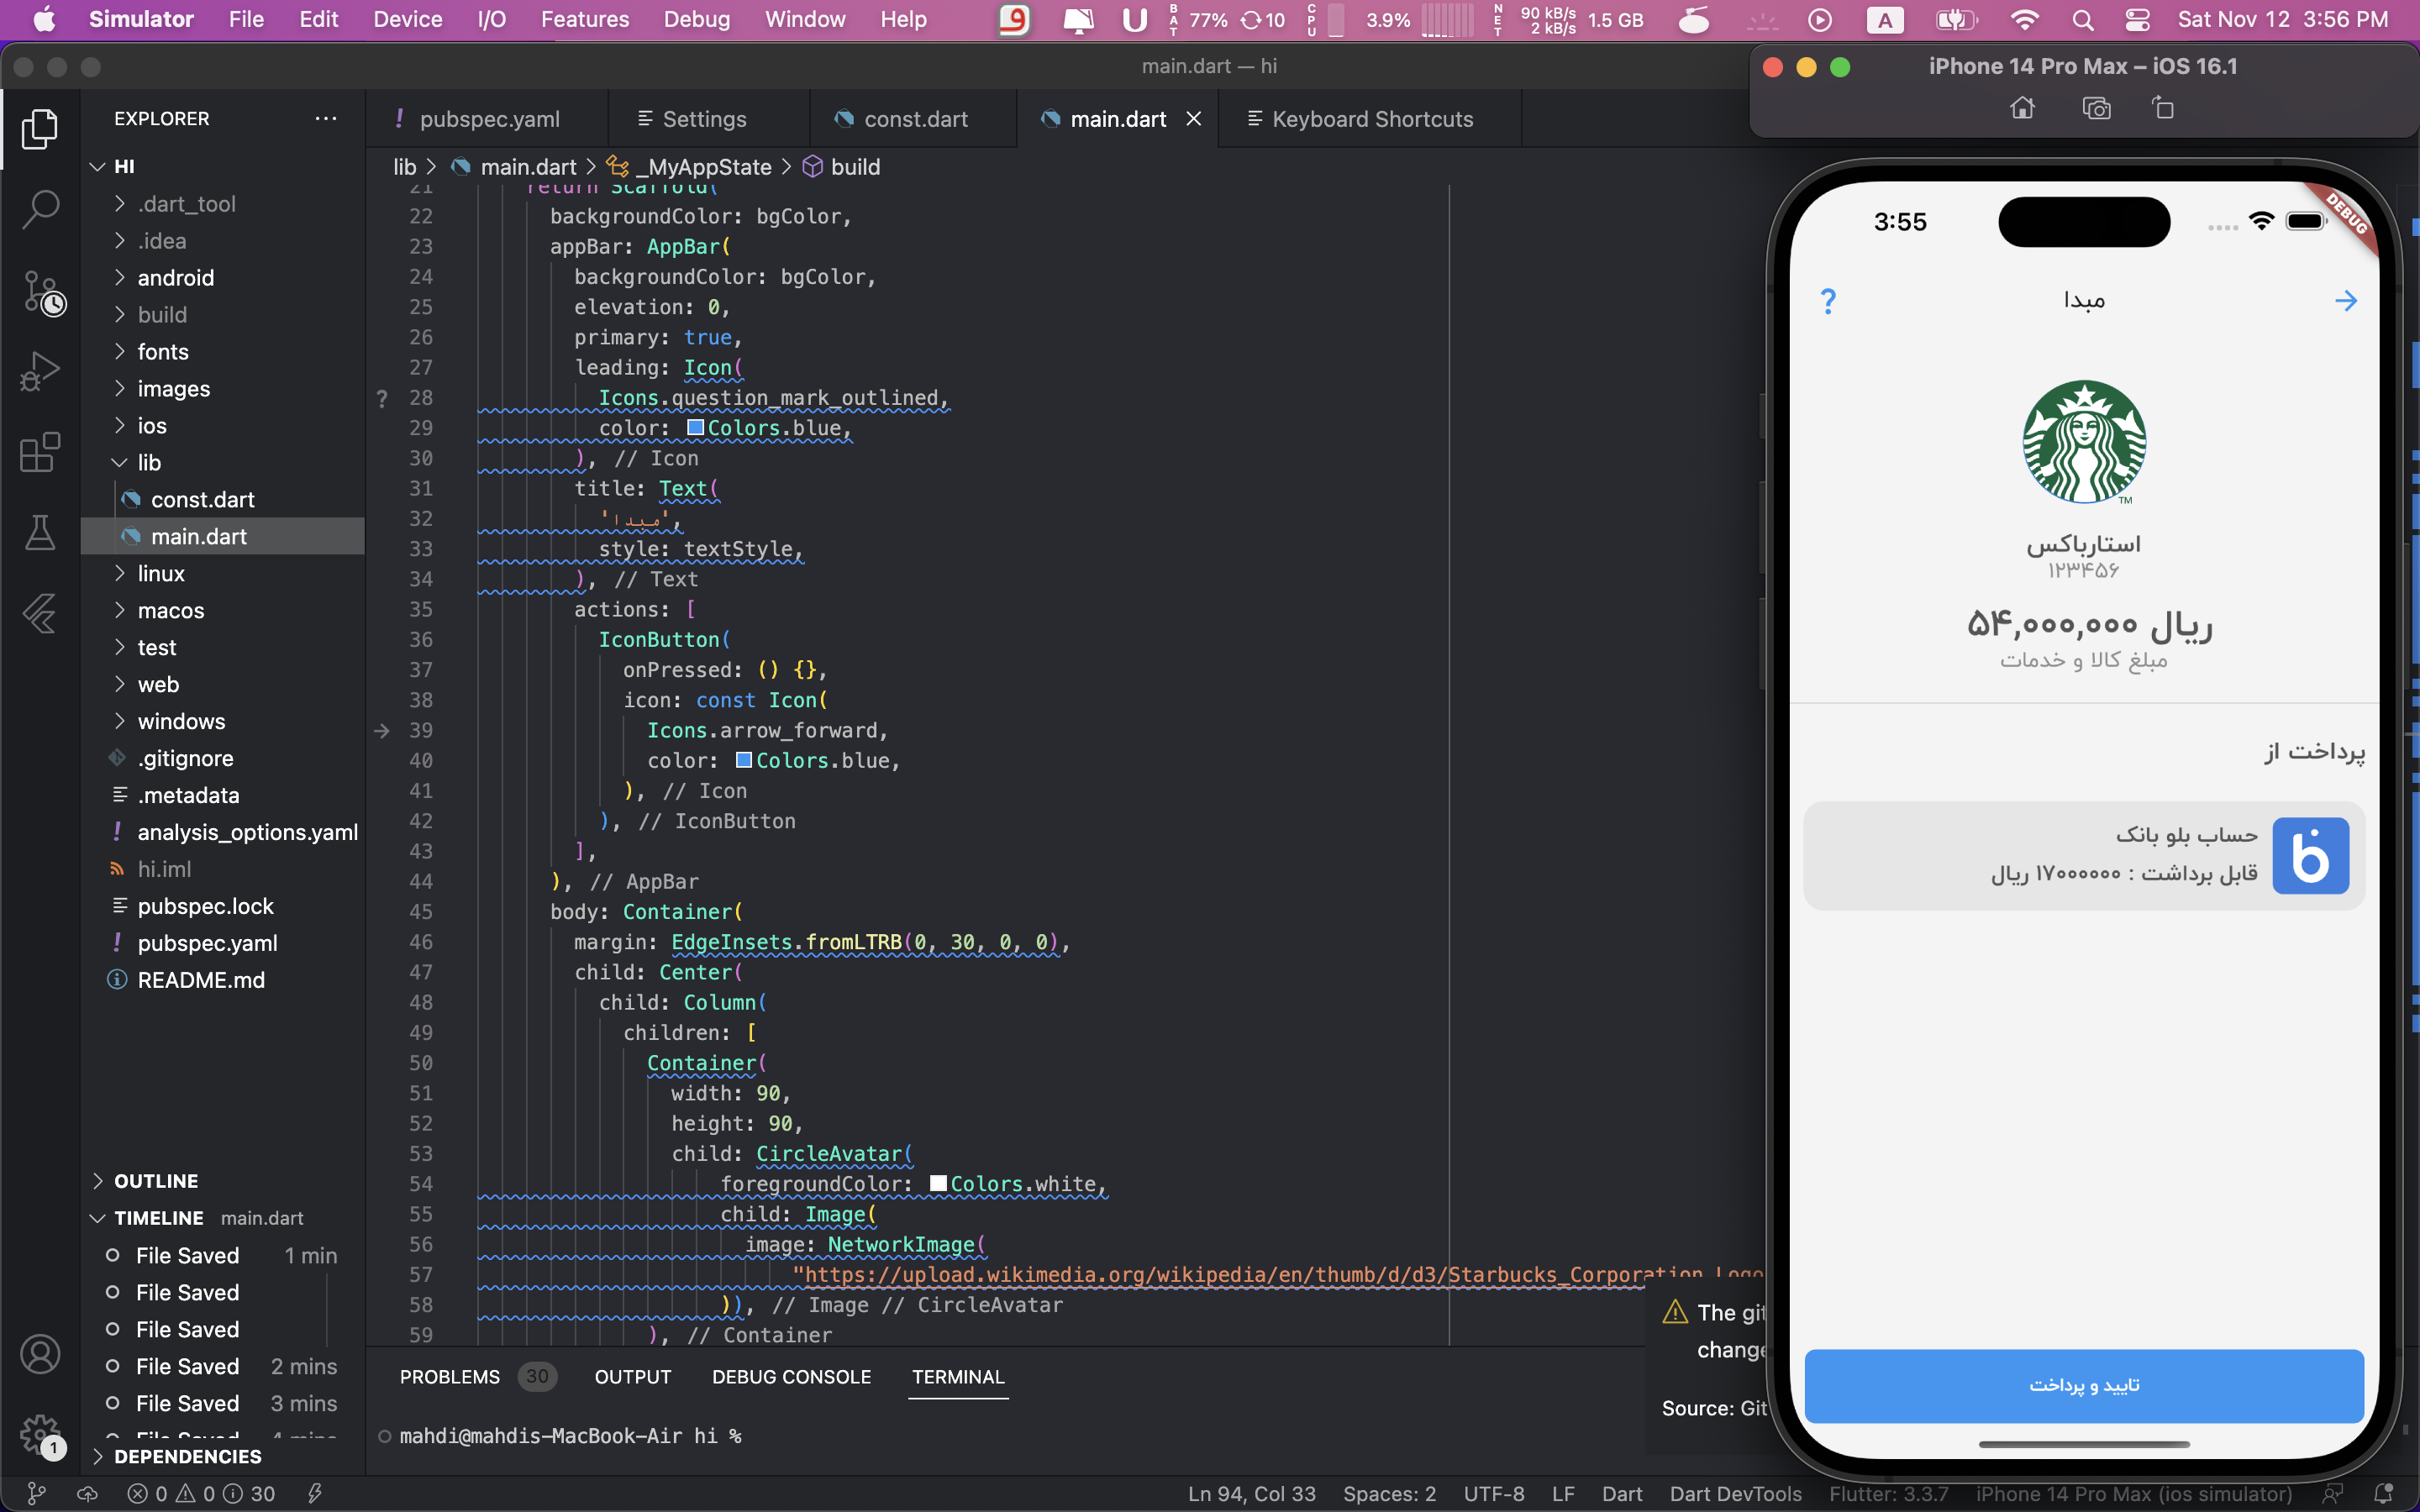 Simulator File Edit Device I/O Features Debug Window Help
BAT 77% 10 CPU 3.9% NET 90 kB/s 2 kB/s 1.5 GB A Sat Nov 12 3:56 PM
main.dart — hi
iPhone 14 Pro Max – iOS 16.1
EXPLORER ···
HI
.dart_tool
.idea
android
build
fonts
images
ios
lib
const.dart
main.dart
linux
macos
test
web
windows
.gitignore
.metadata
analysis_options.yaml
hi.iml
pubspec.lock
pubspec.yaml
README.md
OUTLINE
TIMELINE main.dart
File Saved 1 min
File Saved
File Saved
File Saved 2 mins
File Saved 3 mins
DEPENDENCIES
! pubspec.yaml Settings const.dart main.dart Keyboard Shortcuts
lib > main.dart > _MyAppState > build
21 return Scaffold(
22 backgroundColor: bgColor,
23 appBar: AppBar(
24 backgroundColor: bgColor,
25 elevation: 0,
26 primary: true,
27 leading: Icon(
28 Icons.question_mark_outlined,
29 color: Colors.blue,
30 ), // Icon
31 title: Text(
32 'مبدا',
33 style: textStyle,
34 ), // Text
35 actions: [
36 IconButton(
37 onPressed: () {},
38 icon: const Icon(
39 Icons.arrow_forward,
40 color: Colors.blue,
41 ), // Icon
42 ), // IconButton
43 ],
44 ), // AppBar
45 body: Container(
46 margin: EdgeInsets.fromLTRB(0, 30, 0, 0),
47 child: Center(
48 child: Column(
49 children: [
50 Container(
51 width: 90,
52 height: 90,
53 child: CircleAvatar(
54 foregroundColor: Colors.white,
55 child: Image(
56 image: NetworkImage(
57 "https://upload.wikimedia.org/wikipedia/en/thumb/d/d3/Starbucks_Corporation_Logo
58 )), // Image // CircleAvatar
59 ), // Container
PROBLEMS 30 OUTPUT DEBUG CONSOLE TERMINAL
mahdi@mahdis-MacBook-Air hi %
The git
change
Source: Git
3:55
DEBUG
? مبدا
TM
استارباکس
۱۲۳۴۵۶
ریال ۵۴,۰۰۰,۰۰۰
مبلغ کالا و خدمات
پرداخت از
حساب بلو بانک
قابل برداشت : ۱۷۰۰۰۰۰۰ ریال
تایید و پرداخت
0 0 30 Ln 94, Col 33 Spaces: 2 UTF-8 LF Dart Dart DevTools Flutter: 3.3.7 iPhone 14 Pro Max (ios simulator)
1